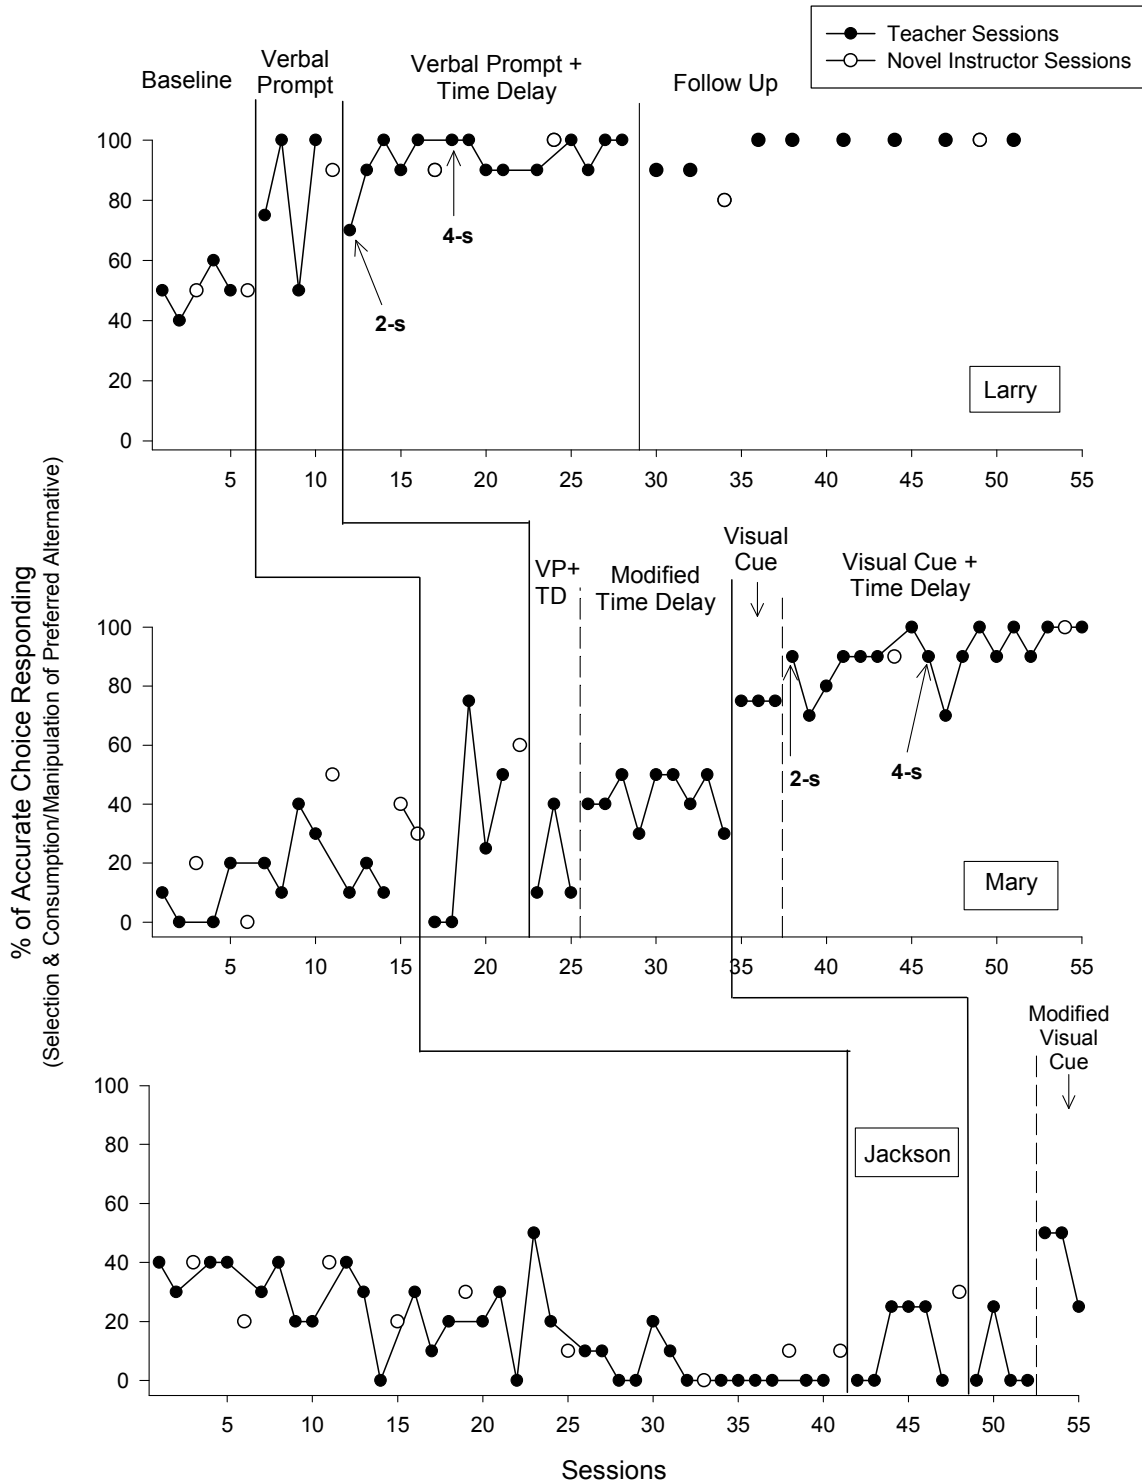 Teacher Sessions
Novel Instructor Sessions
Baseline
Verbal
Prompt
Verbal Prompt +
Time Delay
Follow Up
100
80
60
40
20
0
4-s
2-s
Larry
5 10 15 20 25 30 35 40 45 50 55
% of Accurate Choice Responding
(Selection & Consumption/Manipulation of Preferred Alternative)
VP+
TD
Modified
Time Delay
Visual
Cue
Visual Cue +
Time Delay
100
80
60
40
20
0
2-s
4-s
Mary
5 10 15 20 25 30 35 40 45 50 55
Modified
Visual
Cue
100
80
60
40
20
0
Jackson
5 10 15 20 25 30 35 40 45 50 55
Sessions